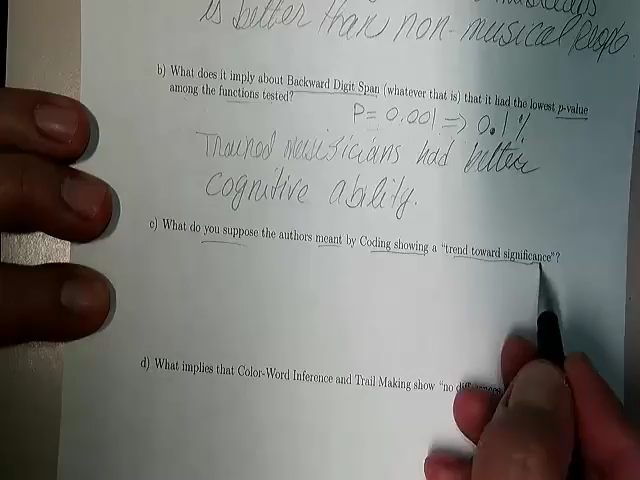 is better than non-musical people
b) What does it imply about Backward Digit Span (whatever that is) that it had the lowest p-value
among the functions tested?
P = 0.001 => 0.1%
Trained musicians had better
cognitive ability.
c) What do you suppose the authors meant by Coding showing a "trend toward significance"?
d) What implies that Color-Word Inference and Trail Making show "no differences